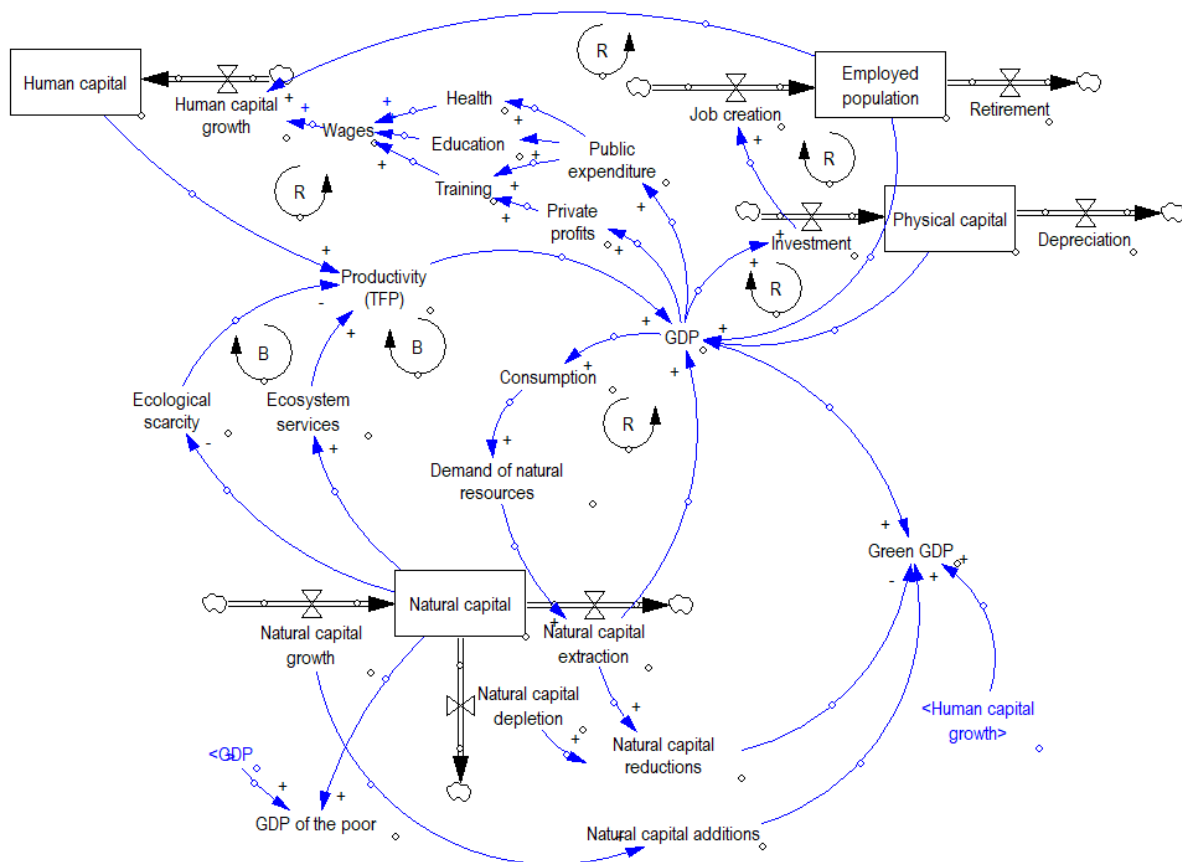 R
Human capital
Employed
population
Human capital
growth
Health
Job creation
Retirement
Wages
Education
Public
expenditure
R
R
Training
Private
profits
Physical capital
Investment
Depreciation
Productivity
(TFP)
R
B
B
GDP
Consumption
Ecological
scarcity
Ecosystem
services
R
Demand of natural
resources
Green GDP
Natural capital
Natural capital
growth
Natural capital
extraction
Natural capital
depletion
<Human capital
growth>
Natural capital
reductions
<GDP
GDP of the poor
Natural capital additions